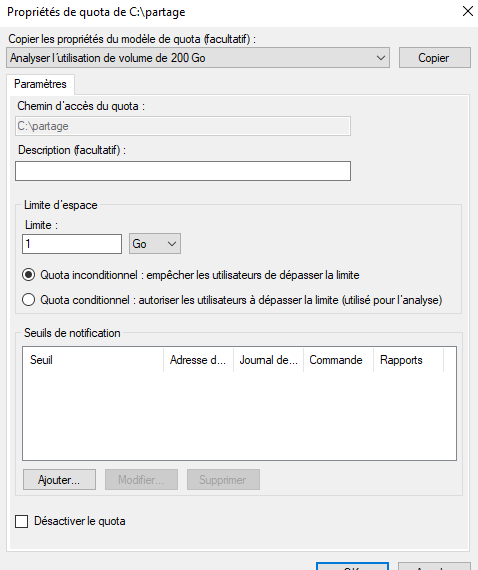 Propriétés de quota de C:\partage
Copier les propriétés du modèle de quota (facultatif) :
Analyser l'utilisation de volume de 200 Go
Copier
Paramètres
Chemin d'accès du quota :
C:\partage
Description (facultatif) :
Limite d'espace
Limite :
1 Go
Quota inconditionnel : empêcher les utilisateurs de dépasser la limite
Quota conditionnel : autoriser les utilisateurs à dépasser la limite (utilisé pour l'analyse)
Seuils de notification
Seuil Adresse d... Journal de... Commande Rapports
Ajouter... Modifier... Supprimer
Désactiver le quota